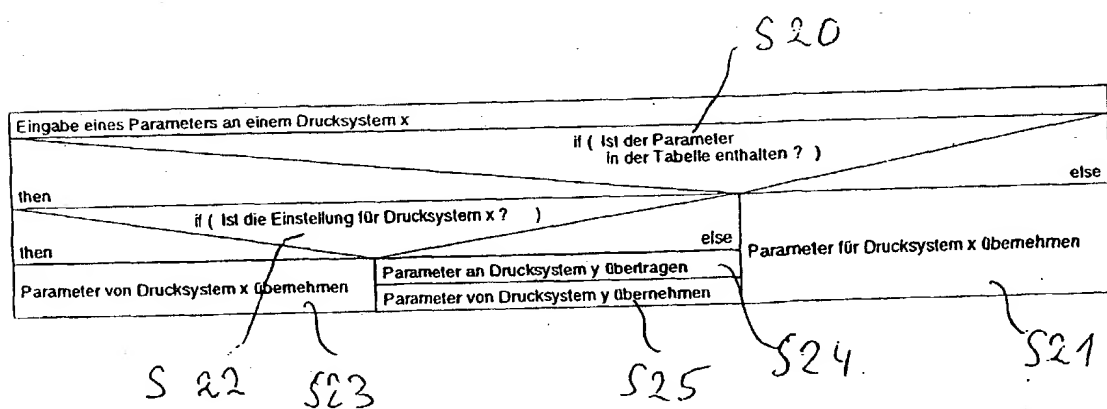 S20
Eingabe eines Parameters an einem Drucksystem x
if ( Ist der Parameter
in der Tabelle enthalten ? )
then
else
if ( Ist die Einstellung für Drucksystem x ? )
then
else
Parameter für Drucksystem x übernehmen
Parameter von Drucksystem x übernehmen
Parameter an Drucksystem y übertragen
Parameter von Drucksystem y übernehmen
S 22
S23
S25
S24
S21